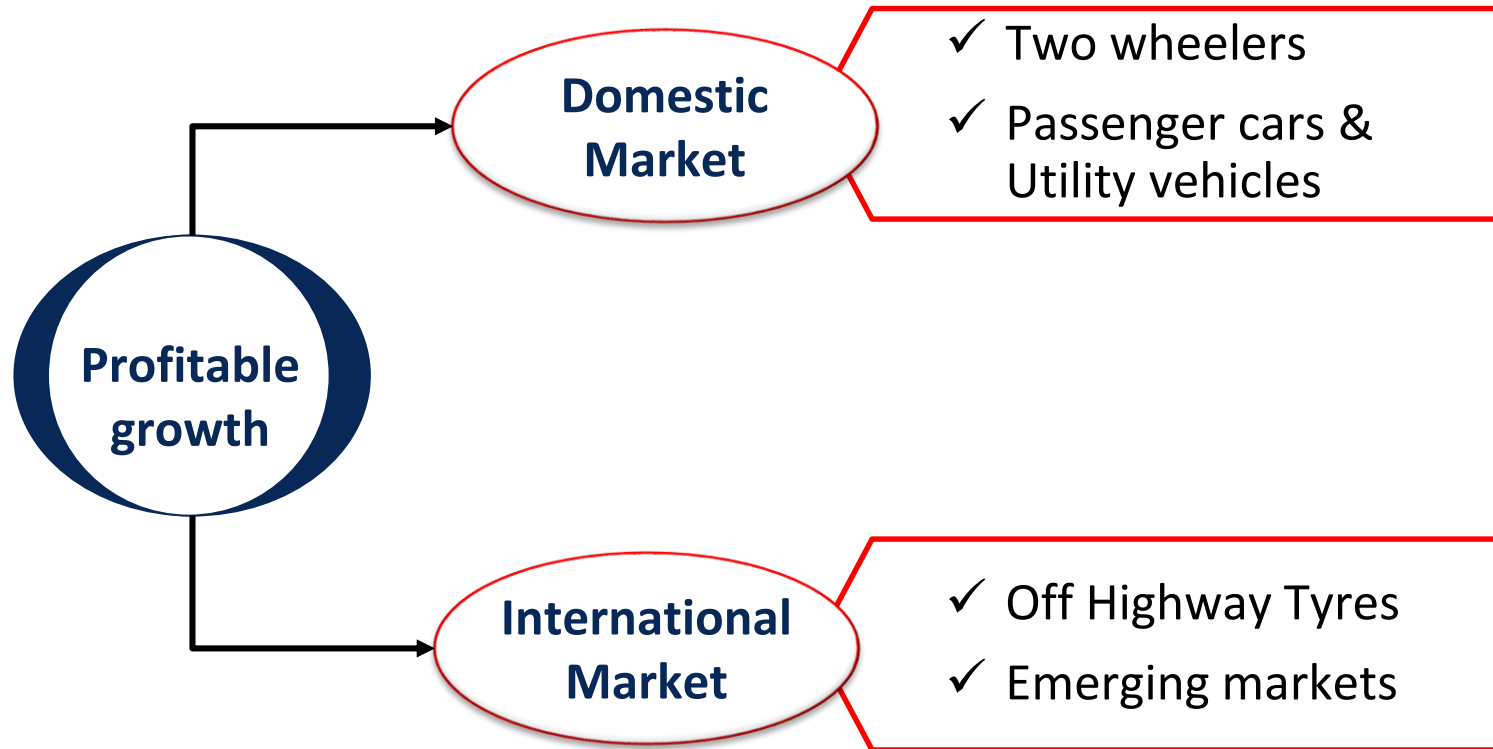 Domestic
Market
✓ Two wheelers
✓ Passenger cars &
Utility vehicles
Profitable
growth
International
Market
✓ Off Highway Tyres
✓ Emerging markets